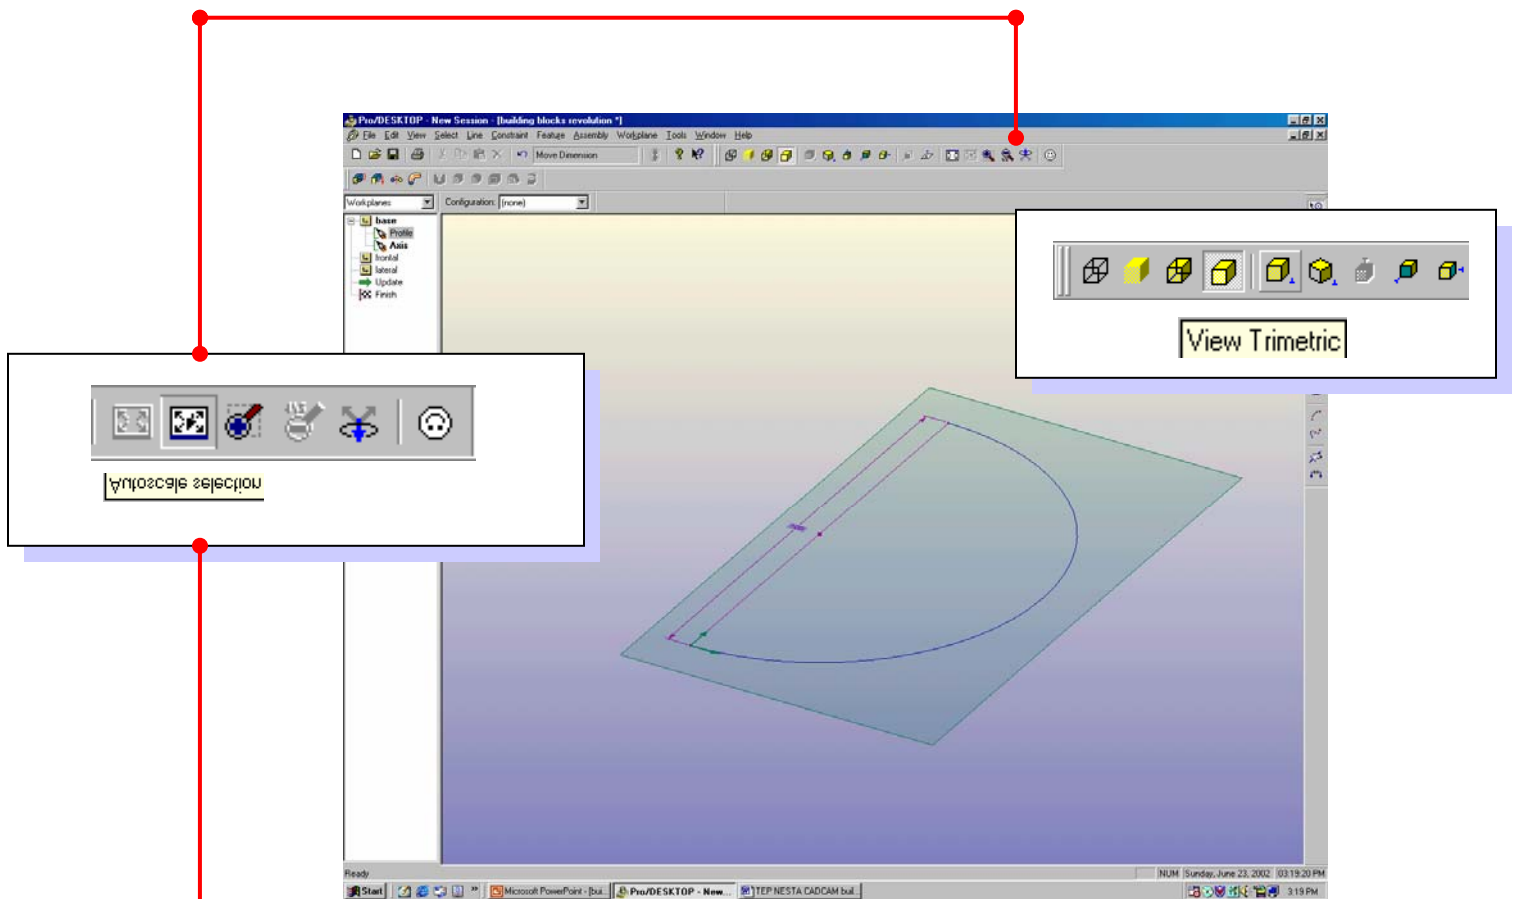 Pro/DESKTOP - New Session - [building blocks revolution *]
File Edit View Select Line Constraint Feature Assembly Workplane Tools Window Help
Move Dimension
Workplanes Configuration: (none)
base
Profile
Axis
frontal
lateral
Update
Finish
View Trimetric
Autoscale selection
Ready
NUM Sunday, June 23, 2002 03:19:20 PM
Start » Microsoft PowerPoint - [bui... Pro/DESKTOP - New... TEP NESTA CADCAM buil... 3:19 PM